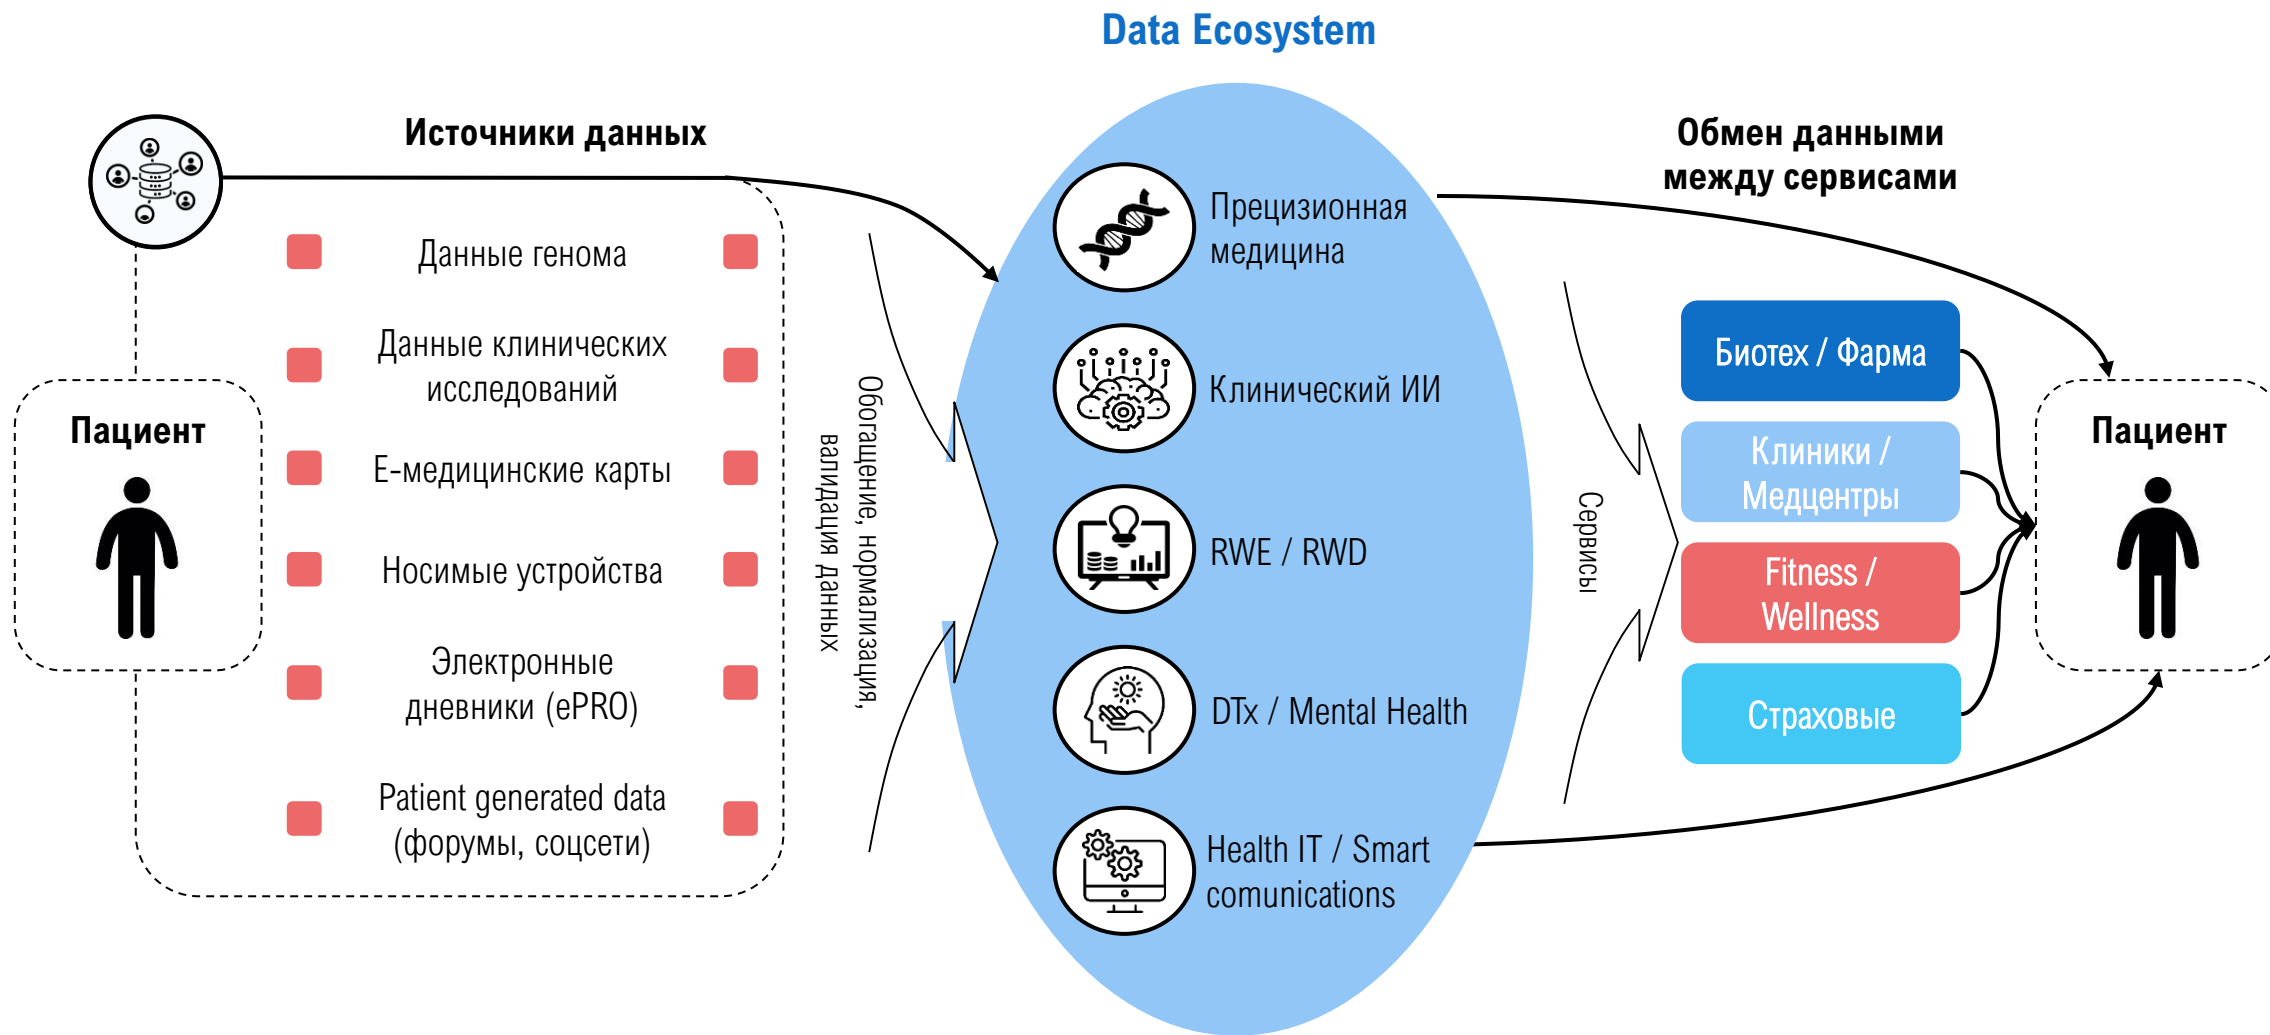 Data Ecosystem
Источники данных
Пациент
Данные генома
Данные клинических
исследований
Е-медицинские карты
Носимые устройства
Электронные
дневники (ePRO)
Patient generated data
(форумы, соцсети)
Обогащение, нормализация,
валидация данных
Прецизионная
медицина
Клинический ИИ
RWE / RWD
DTx / Mental Health
Health IT / Smart
comunications
Сервисы
Обмен данными
между сервисами
Биотех / Фарма
Клиники /
Медцентры
Fitness /
Wellness
Страховые
Пациент